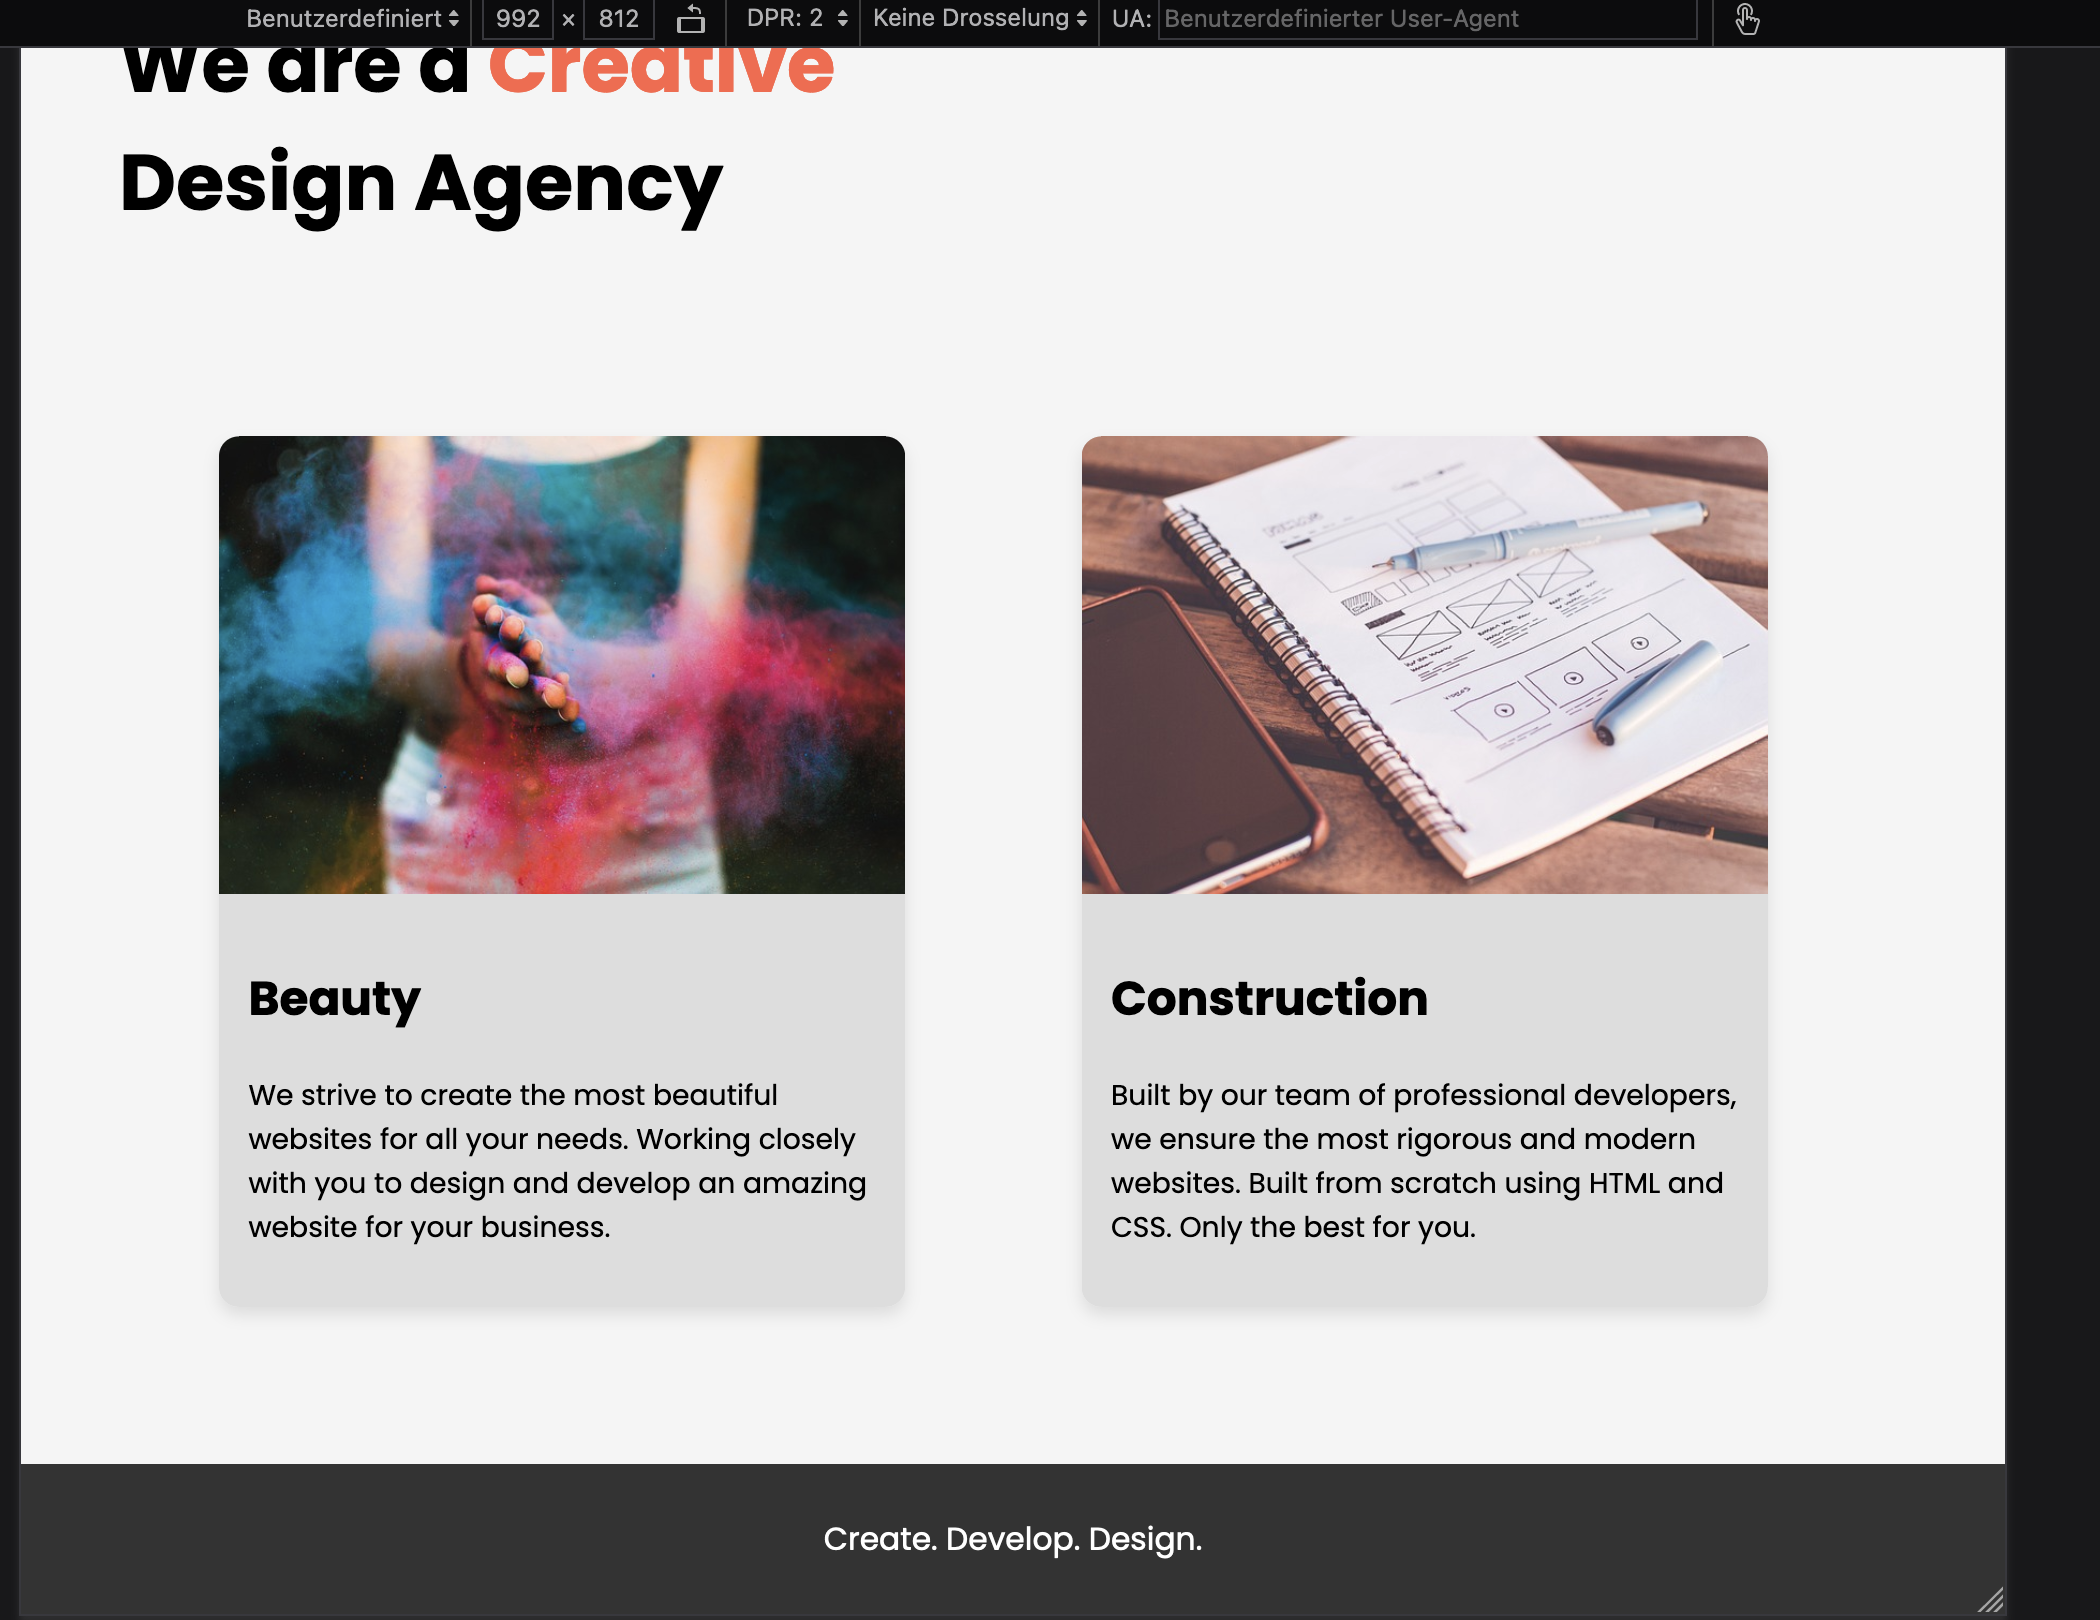 Benutzerdefiniert 992 × 812 DPR: 2 Keine Drosselung UA: Benutzerdefinierter User-Agent
We are a Creative
Design Agency
Beauty
We strive to create the most beautiful
websites for all your needs. Working closely
with you to design and develop an amazing
website for your business.
Construction
Built by our team of professional developers,
we ensure the most rigorous and modern
websites. Built from scratch using HTML and
CSS. Only the best for you.
Create. Develop. Design.